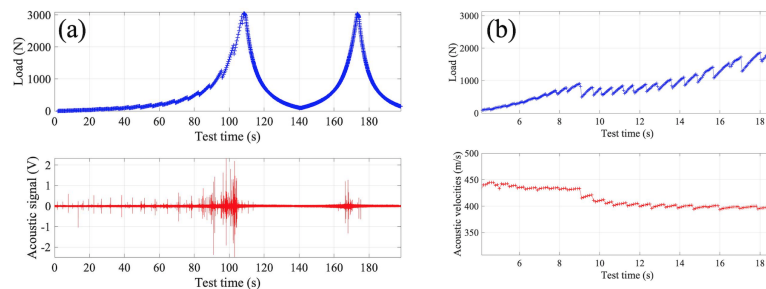 (a)
Load (N)
3000
2000
1000
0
0 20 40 60 80 100 120 140 160 180
Test time (s)
Acoustic signal (V)
2
1
0
-1
-2
0 20 40 60 80 100 120 140 160 180
Test time (s)
(b)
Load (N)
3000
2000
1000
0
6 8 10 12 14 16 18
Test time (s)
Acoustic velocities (m/s)
500
450
400
350
6 8 10 12 14 16 18
Test time (s)